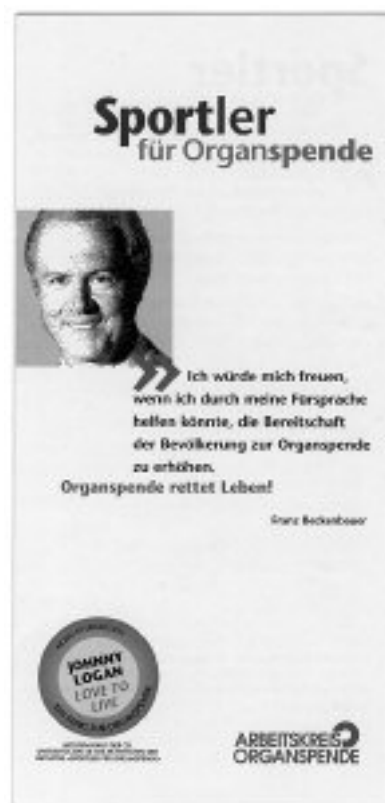 Sportler
für Organspende
Ich würde mich freuen,
wenn ich durch meine Fürsprache
helfen könnte, die Bereitschaft
der Bevölkerung zur Organspende
zu erhöhen.
Organspende rettet Leben!
Franz Beckenbauer
JOHNNY
LOGAN
LOVE TO
LIVE
ARBEITSKREIS
ORGANSPENDE